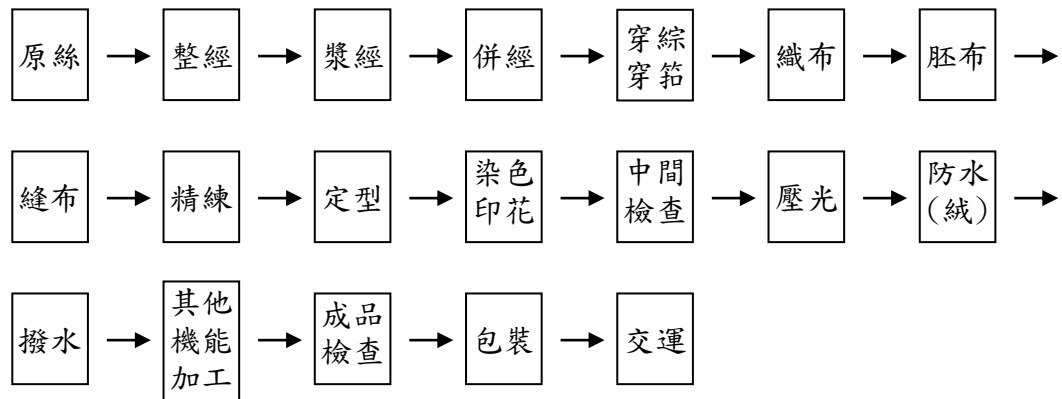 原絲
整經
漿經
併經
穿綜
穿筘
織布
胚布
縫布
精練
定型
染色
印花
中間
檢查
壓光
防水
(絨)
撥水
其他
機能
加工
成品
檢查
包裝
交運